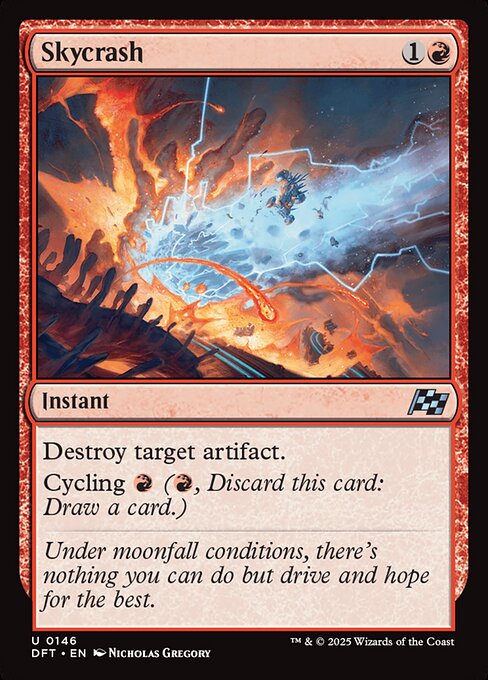 Skycrash 1
Instant
Destroy target artifact.
Cycling (, Discard this card:
Draw a card.)
Under moonfall conditions, there's
nothing you can do but drive and hope
for the best.
U 0146
DFT • EN Nicholas Gregory
™ & © 2025 Wizards of the Coast